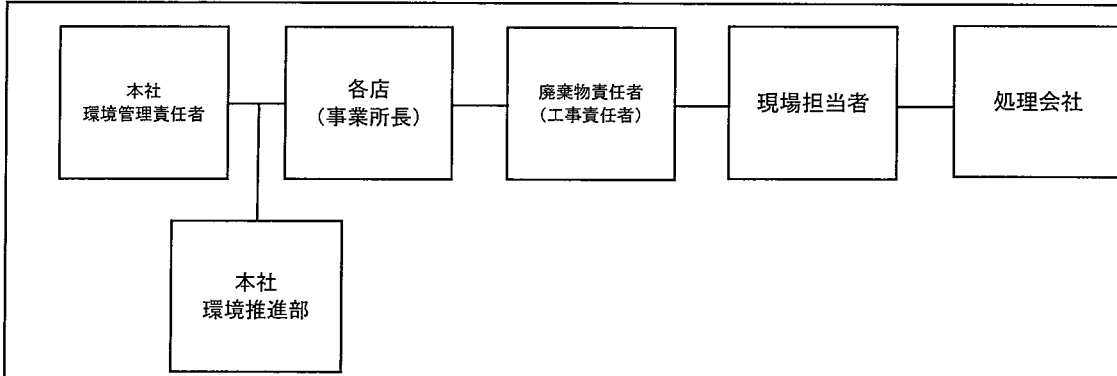 本社
環境管理責任者
各店
(事業所長)
廃棄物責任者
(工事責任者)
現場担当者
処理会社
本社
環境推進部